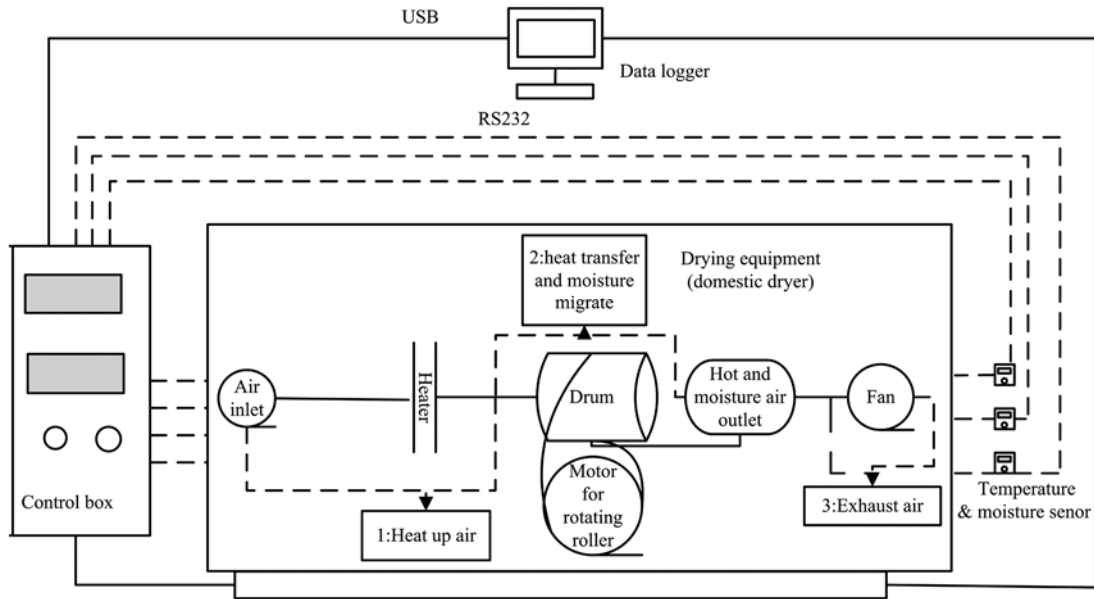 USB
Data logger
RS232
2:heat transfer
and moisture
migrate
Drying equipment
(domestic dryer)
Heater
Air
inlet
Drum
Hot and
moisture air
outlet
Fan
Motor
for
rotating
roller
Control box
1:Heat up air
3:Exhaust air
Temperature
& moisture senor